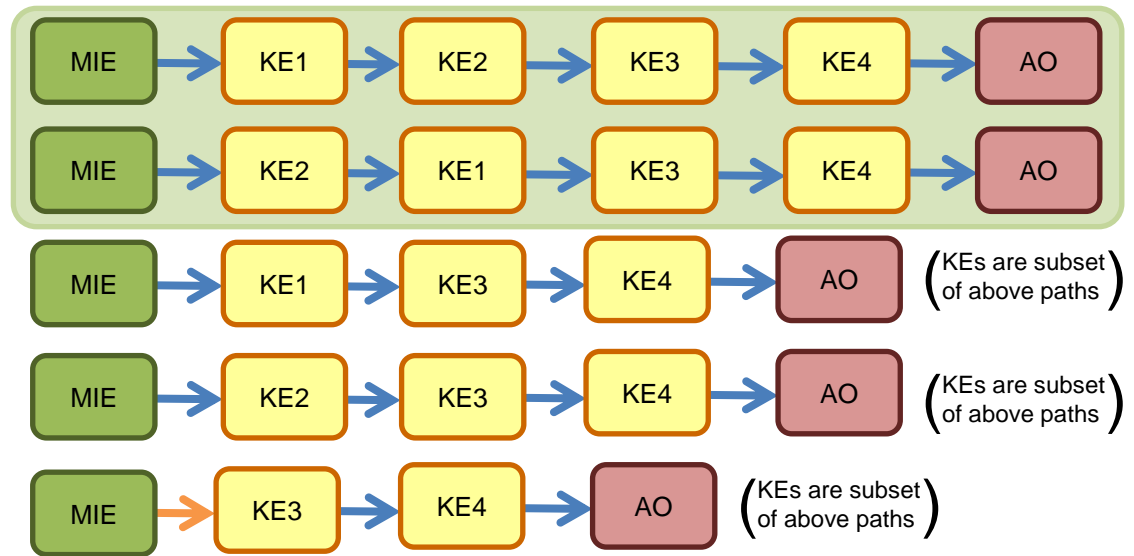 MIE KE1 KE2 KE3 KE4 AO
MIE KE2 KE1 KE3 KE4 AO
MIE KE1 KE3 KE4 AO (KEs are subset
of above paths)
MIE KE2 KE3 KE4 AO (KEs are subset
of above paths)
MIE KE3 KE4 AO (KEs are subset
of above paths)